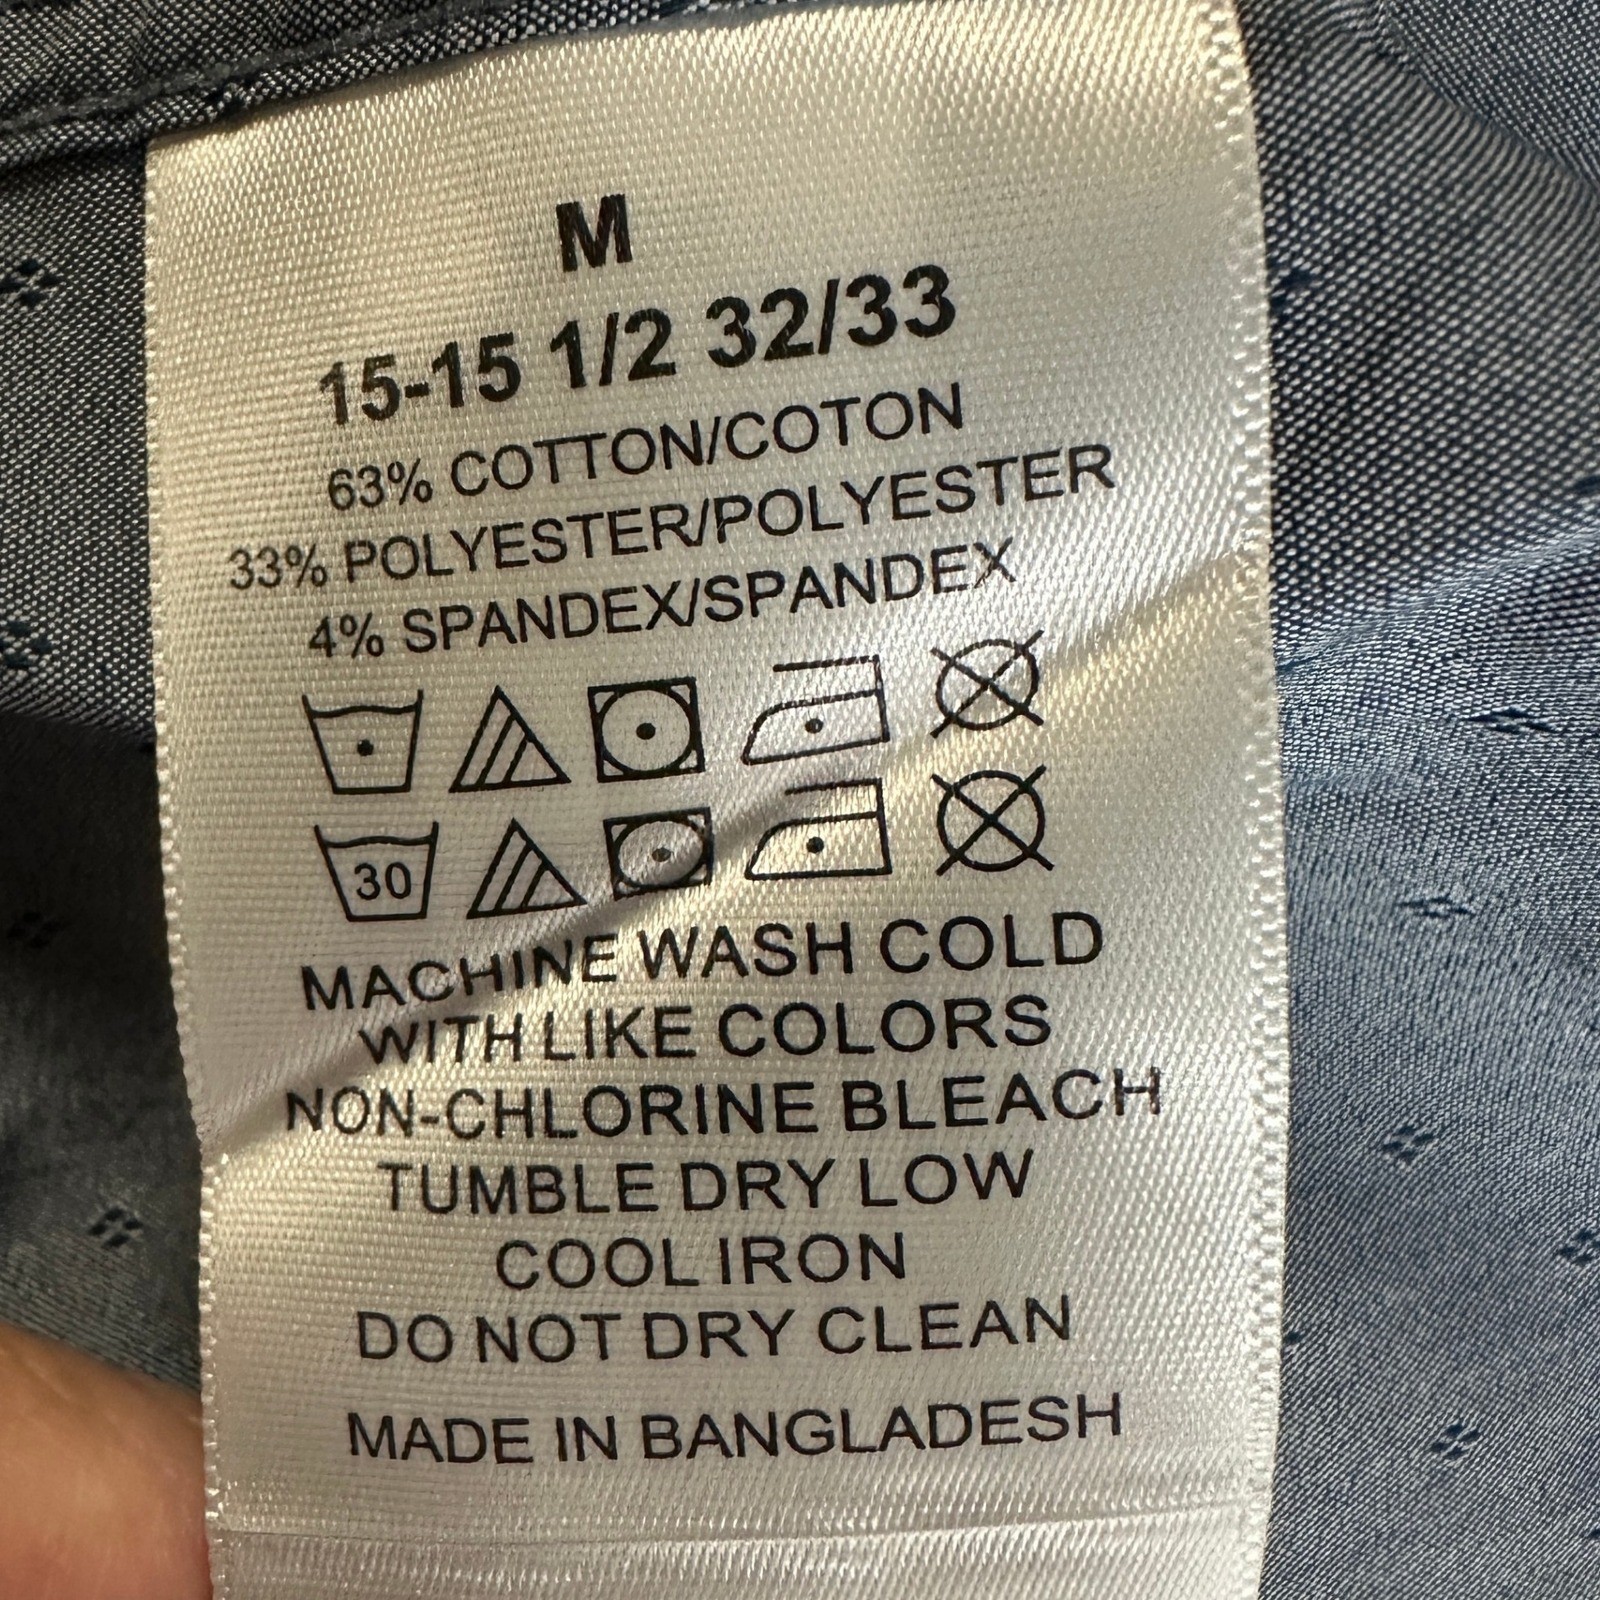 M
15-15 1/2 32/33
63% COTTON/COTON
33% POLYESTER/POLYESTER
4% SPANDEX/SPANDEX
30
MACHINE WASH COLD
WITH LIKE COLORS
NON-CHLORINE BLEACH
TUMBLE DRY LOW
COOL IRON
DO NOT DRY CLEAN
MADE IN BANGLADESH